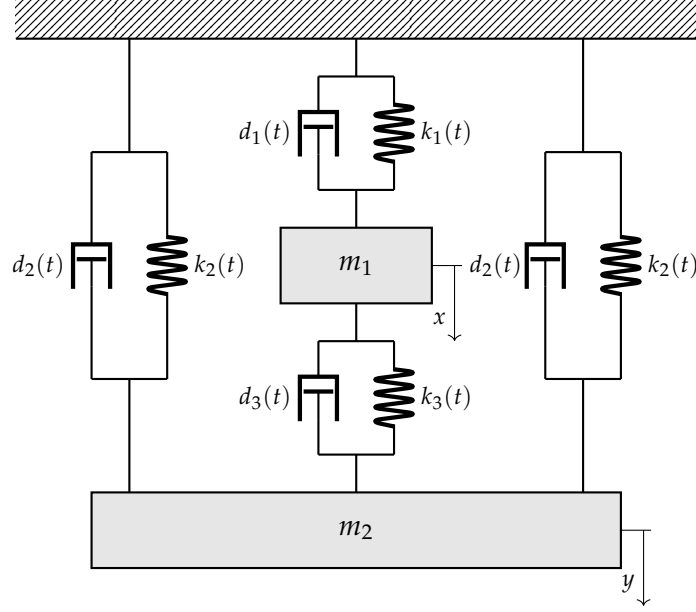 d₁(t) k₁(t)
d₂(t) k₂(t) m₁ d₂(t) k₂(t)
x
d₃(t) k₃(t)
m₂
y